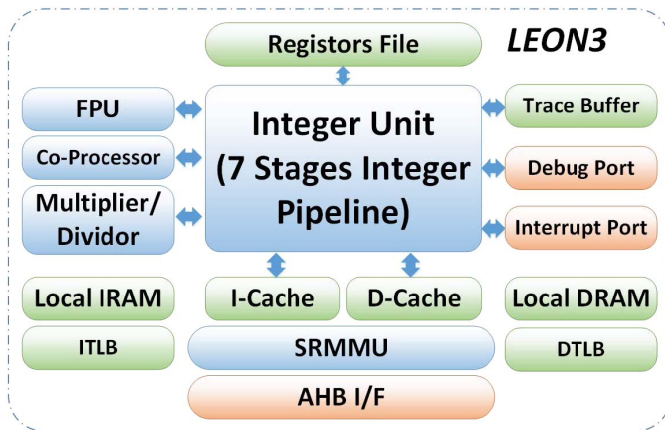 Registors File
LEON3
FPU
Co-Processor
Multiplier/
Dividor
Integer Unit
(7 Stages Integer
Pipeline)
Trace Buffer
Debug Port
Interrupt Port
Local IRAM
I-Cache
D-Cache
Local DRAM
ITLB
SRMMU
DTLB
AHB I/F